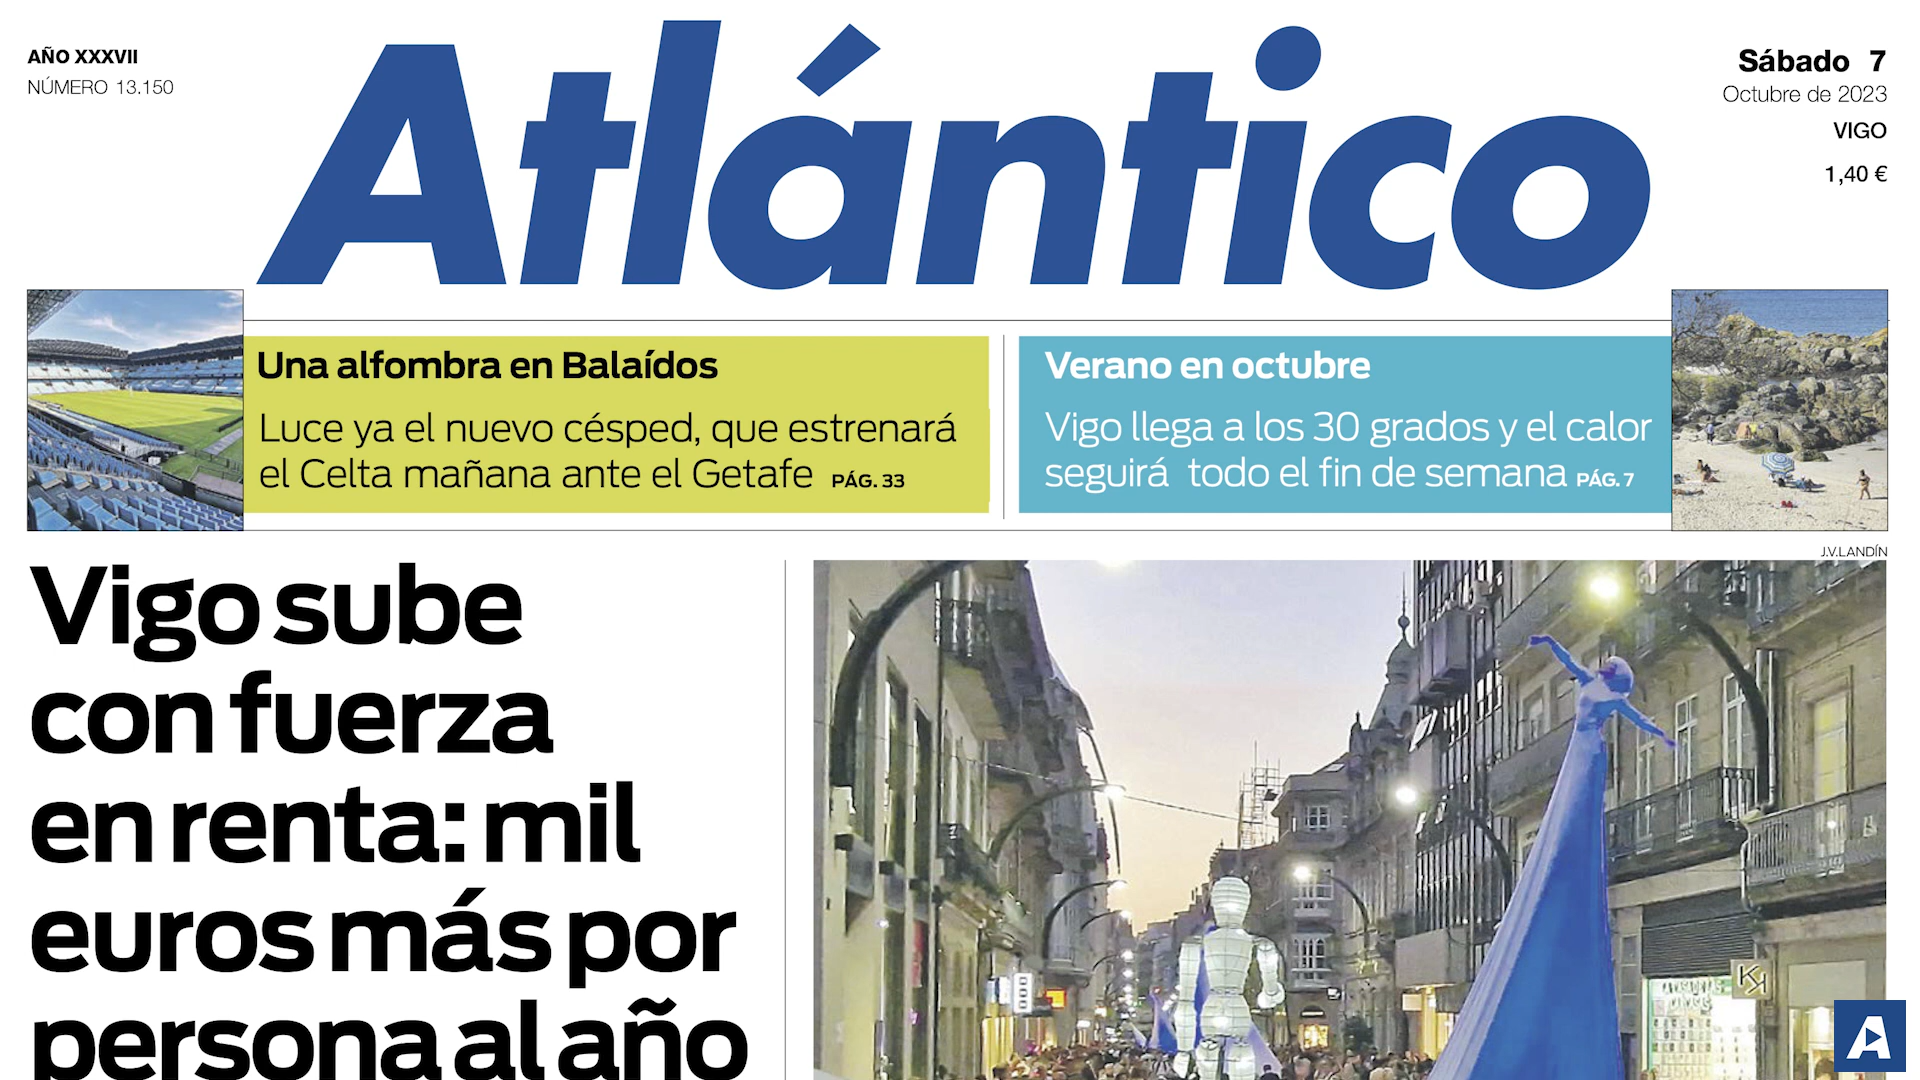 AÑO XXXVII
NÚMERO 13.150
Atlántico
Sábado 7
Octubre de 2023
VIGO
1,40 €
Una alfombra en Balaídos
Luce ya el nuevo césped, que estrenará
el Celta mañana ante el Getafe PÁG. 33
Verano en octubre
Vigo llega a los 30 grados y el calor
seguirá todo el fin de semana PÁG. 7
J.V.LANDÍN
Vigo sube
con fuerza
en renta: mil
euros más por
persona al año
A